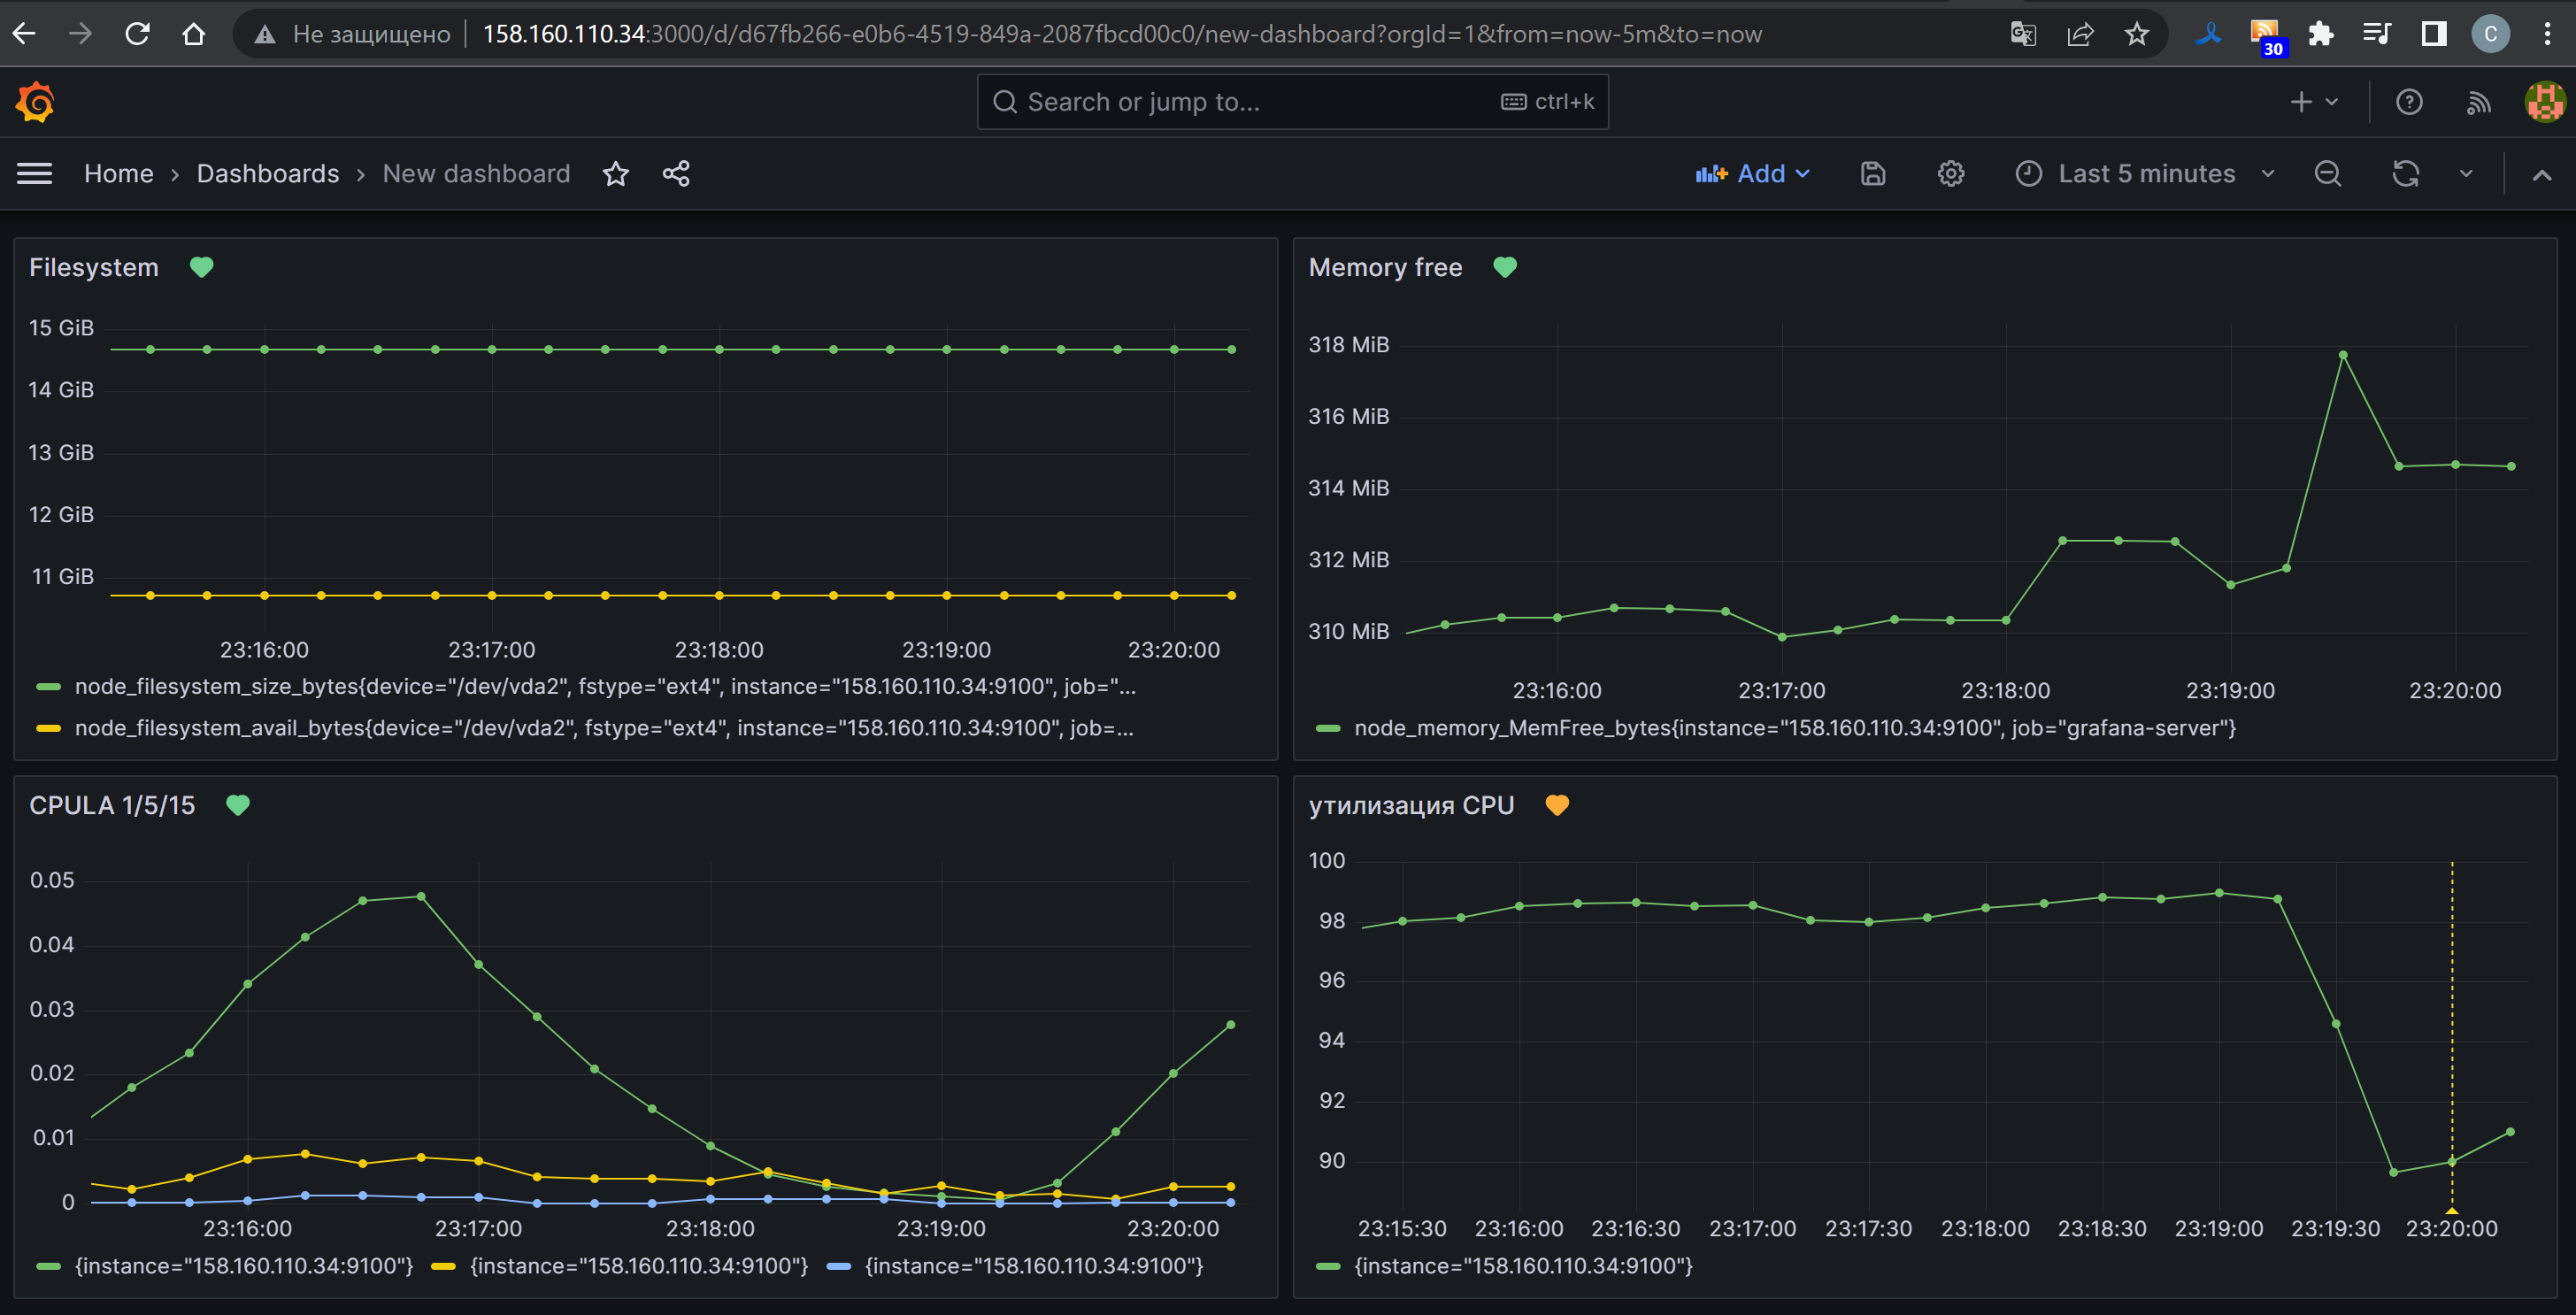 Не защищено 158.160.110.34:3000/d/d67fb266-e0b6-4519-849a-2087fbcd00c0/new-dashboard?orgId=1&from=now-5m&to=now
30
C
Search or jump to...
ctrl+k
Home › Dashboards › New dashboard
Add
Last 5 minutes
Filesystem
15 GiB
14 GiB
13 GiB
12 GiB
11 GiB
23:16:00 23:17:00 23:18:00 23:19:00 23:20:00
node_filesystem_size_bytes{device="/dev/vda2", fstype="ext4", instance="158.160.110.34:9100", job="...
node_filesystem_avail_bytes{device="/dev/vda2", fstype="ext4", instance="158.160.110.34:9100", job=...
Memory free
318 MiB
316 MiB
314 MiB
312 MiB
310 MiB
23:16:00 23:17:00 23:18:00 23:19:00 23:20:00
node_memory_MemFree_bytes{instance="158.160.110.34:9100", job="grafana-server"}
CPULA 1/5/15
0.05
0.04
0.03
0.02
0.01
0
23:16:00 23:17:00 23:18:00 23:19:00 23:20:00
{instance="158.160.110.34:9100"} {instance="158.160.110.34:9100"} {instance="158.160.110.34:9100"}
утилизация CPU
100
98
96
94
92
90
23:15:30 23:16:00 23:16:30 23:17:00 23:17:30 23:18:00 23:18:30 23:19:00 23:19:30 23:20:00
{instance="158.160.110.34:9100"}